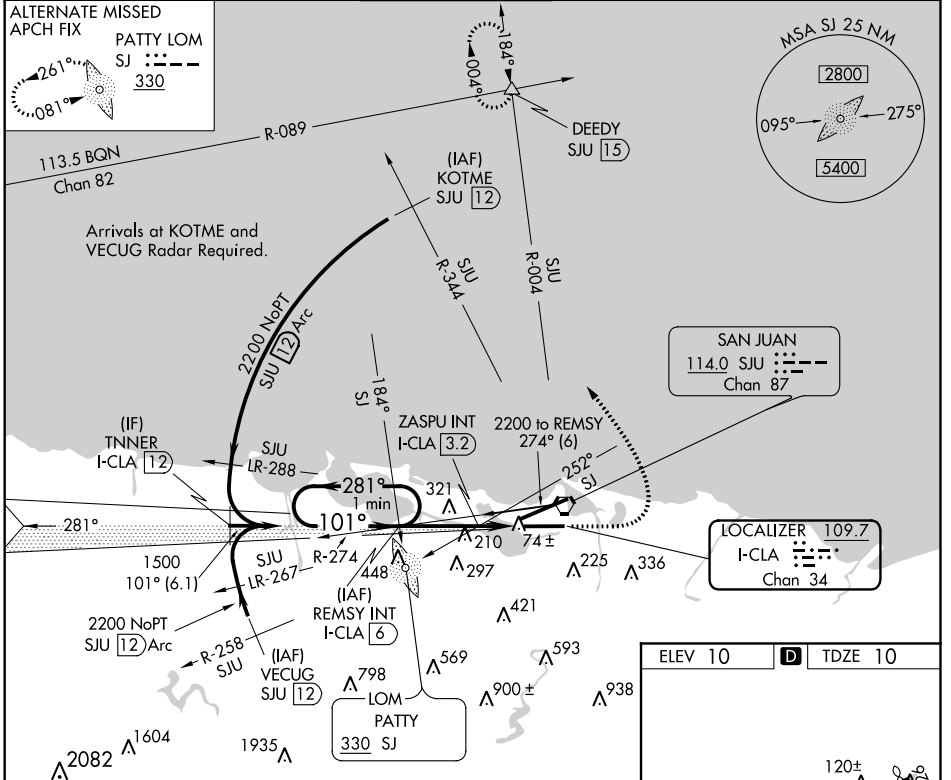 ALTERNATE MISSED
APCH FIX
PATTY LOM
SJ
330
261°
081°
184°
004°
MSA SJ 25 NM
2800
095°
275°
5400
R-089
113.5 BQN
Chan 82
DEEDY
SJU 15
(IAF)
KOTME
SJU 12
Arrivals at KOTME and
VECUG Radar Required.
SJU
R-344
SJU
R-004
2200 NoPT
SJU 12 Arc
SAN JUAN
114.0 SJU
Chan 87
184°
SJ
(IF)
TNNER
I-CLA 12
ZASPU INT
I-CLA 3.2
2200 to REMSY
274° (6)
SJU
LR-288
252°
SJ
281°
1 min
101°
321
281°
210
74 ±
LOCALIZER 109.7
I-CLA
Chan 34
1500
101° (6.1)
SJU
LR-267
R-274
448
297
225
336
(IAF)
REMSY INT
I-CLA 6
421
2200 NoPT
SJU 12 Arc
R-258
SJU
(IAF)
VECUG
SJU 12
798
569
593
900 ±
938
LOM
PATTY
330 SJ
ELEV 10
D
TDZE 10
2082
1604
1935
120±